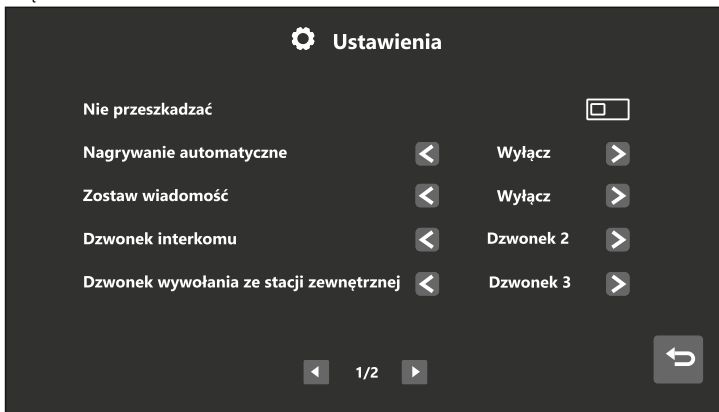 Ustawienia
Nie przeszkadzać
Nagrywanie automatyczne Wyłącz
Zostaw wiadomość Wyłącz
Dzwonek interkomu Dzwonek 2
Dzwonek wywołania ze stacji zewnętrznej Dzwonek 3
1/2